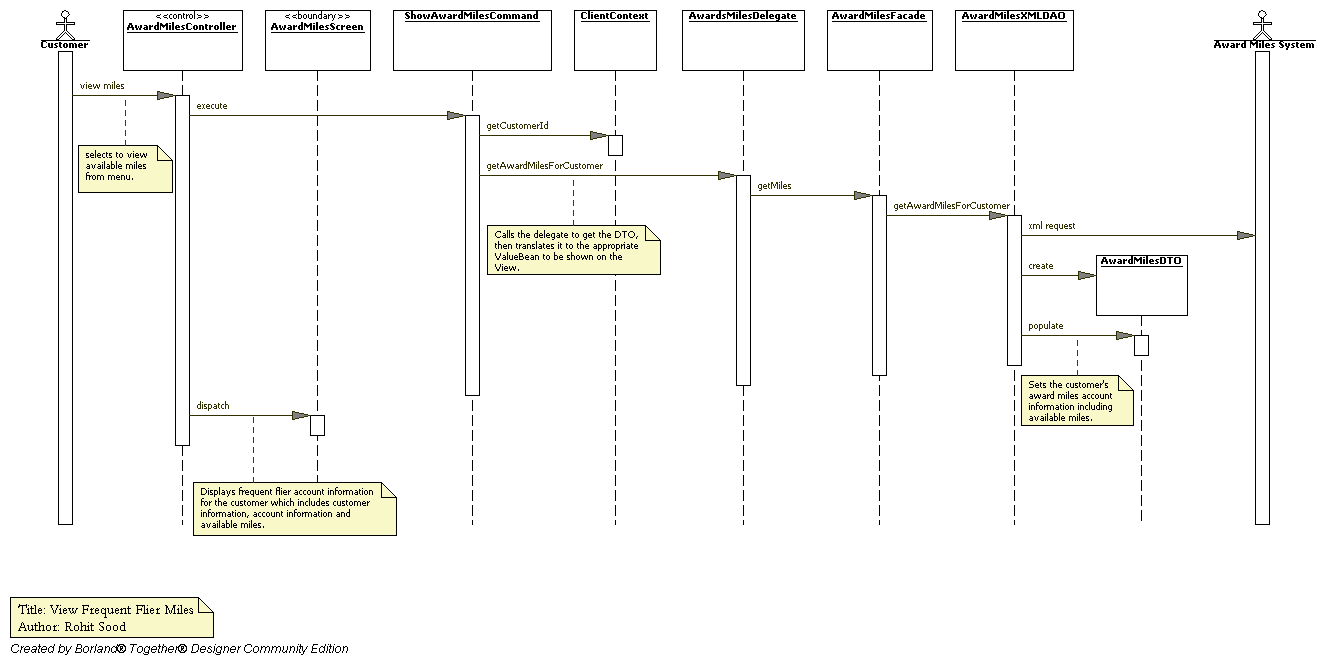 <<control>>
AwardMilesController
<<boundary>>
AwardMilesScreen
ShowAwardMilesCommand
ClientContext
AwardsMilesDelegate
AwardMilesFacade
AwardMilesXMLDAO
Customer
Award Miles System
view miles
execute
getCustomerId
selects to view
available miles
from menu.
getAwardMilesForCustomer
getMiles
getAwardMilesForCustomer
xml request
Calls the delegate to get the DTO,
then translates it to the appropriate
ValueBean to be shown on the
View.
create
AwardMilesDTO
populate
Sets the customer's
award miles account
information including
available miles.
dispatch
Displays frequent flier account information
for the customer which includes customer
information, account information and
available miles.
Title: View Frequent Flier Miles
Author: Rohit Sood
Created by Borland® Together® Designer Community Edition